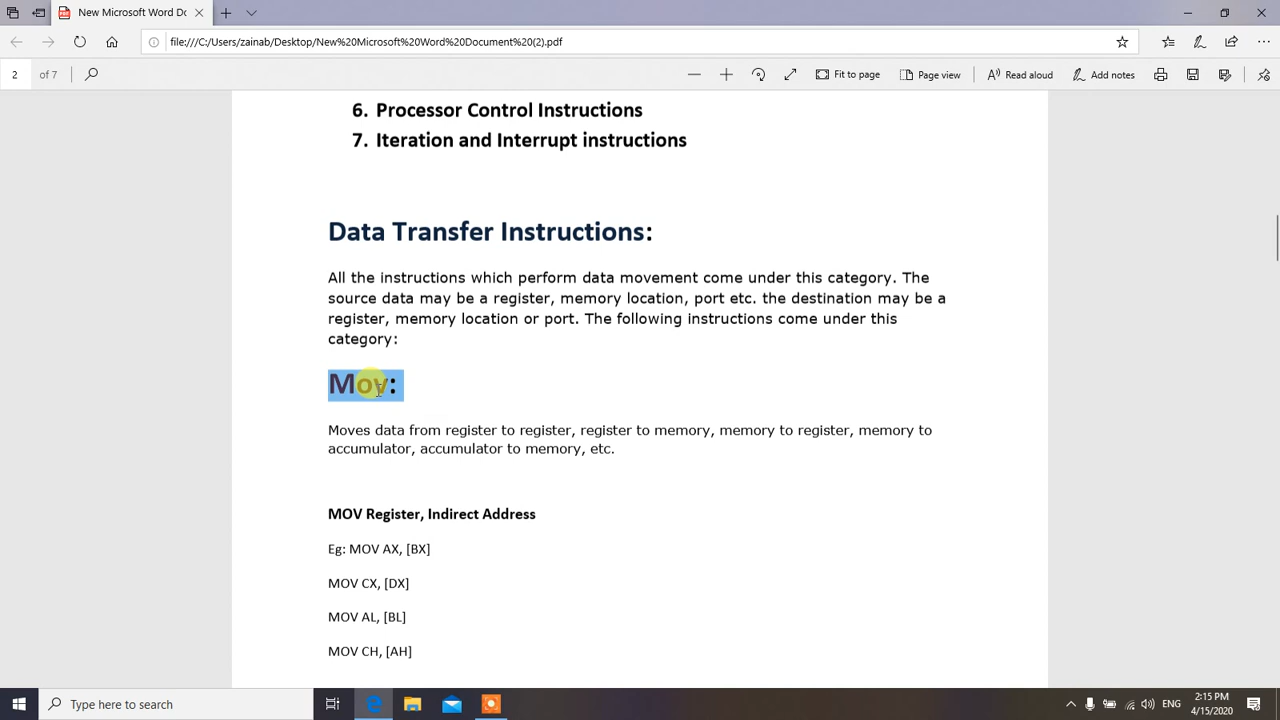 New Microsoft Word Do
file:///C:/Users/zainab/Desktop/New%20Microsoft%20Word%20Document%20(2).pdf
2 of 7
Fit to page
Page view
Read aloud
Add notes
6. Processor Control Instructions
7. Iteration and Interrupt instructions
Data Transfer Instructions:
All the instructions which perform data movement come under this category. The
source data may be a register, memory location, port etc. the destination may be a
register, memory location or port. The following instructions come under this
category:
Mov:
Moves data from register to register, register to memory, memory to register, memory to
accumulator, accumulator to memory, etc.
MOV Register, Indirect Address
Eg: MOV AX, [BX]
MOV CX, [DX]
MOV AL, [BL]
MOV CH, [AH]
Type here to search
ENG
2:15 PM
4/15/2020